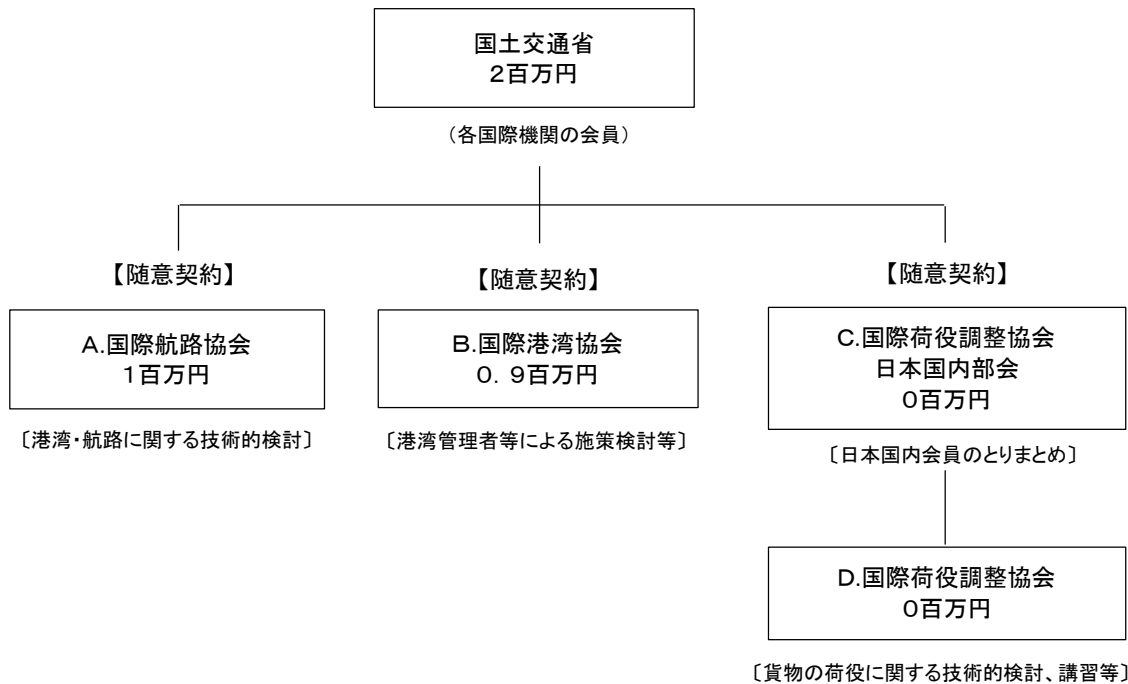 国土交通省
2百万円
（各国際機関の会員）
【随意契約】
A.国際航路協会
1百万円
〔港湾・航路に関する技術的検討〕
【随意契約】
B.国際港湾協会
0．9百万円
〔港湾管理者等による施策検討等〕
【随意契約】
C.国際荷役調整協会
日本国内部会
0百万円
〔日本国内会員のとりまとめ〕
D.国際荷役調整協会
0百万円
〔貨物の荷役に関する技術的検討、講習等〕